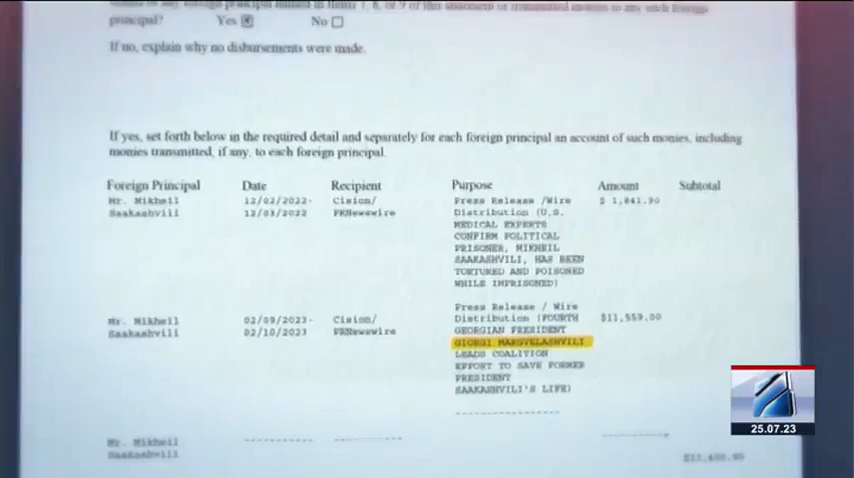 principal? Yes No
If no, explain why no disbursements were made.
If yes, set forth below in the required detail and separately for each foreign principal an account of such monies, including
monies transmitted, if any, to each foreign principal.
Foreign Principal Date Recipient Purpose Amount Subtotal
Mr. Mikheil 12/02/2022- Cision/ Press Release /Wire $ 1,841.90
Saakashvili 12/03/2022 PRNewswire Distribution (U.S.
MEDICAL EXPERTS
CONFIRM POLITICAL
PRISONER, MIKHEIL
SAAKASHVILI, HAS BEEN
TORTURED AND POISONED
WHILE IMPRISONED)
Press Release / Wire
Mr. Mikheil 02/09/2023- Cision/ Distribution (FOURTH $11,559.00
Saakashvili 02/10/2023 PRNewswire GEORGIAN PRESIDENT
GIORGI MARGVELASHVILI
LEADS COALITION
EFFORT TO SAVE FORMER
PRESIDENT
SAAKASHVILI'S LIFE)
Mr. Mikheil
Saakashvili
25.07.23